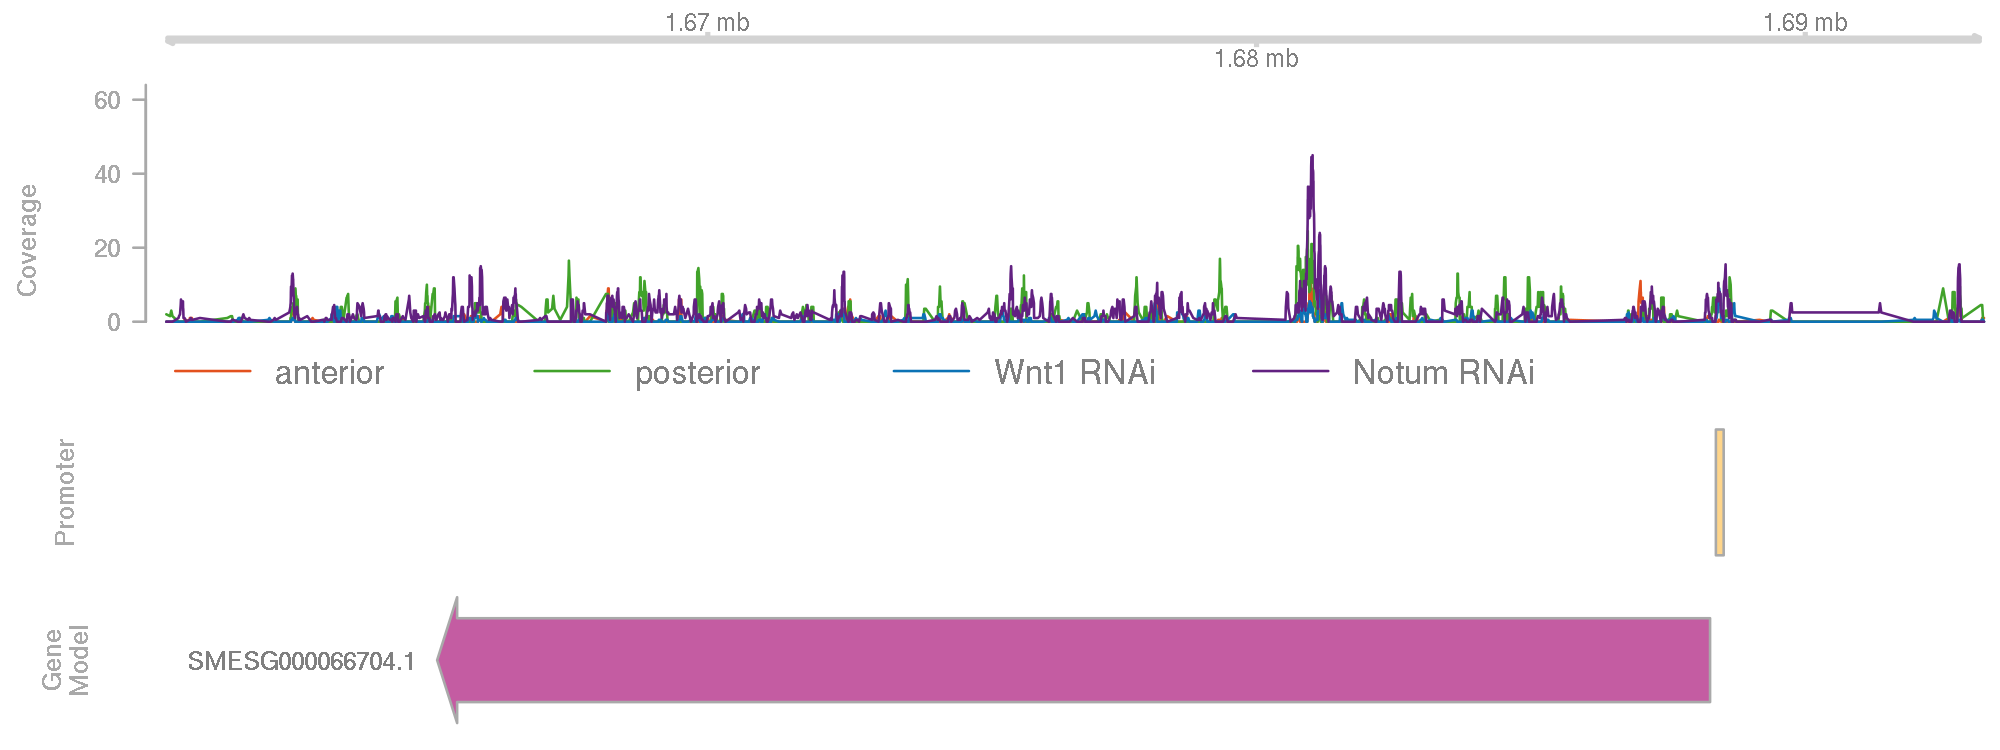 1.67 mb
1.69 mb
1.68 mb
60
40
20
0
Coverage
anterior
posterior
Wnt1 RNAi
Notum RNAi
Promoter
Gene
Model
SMESG000066704.1